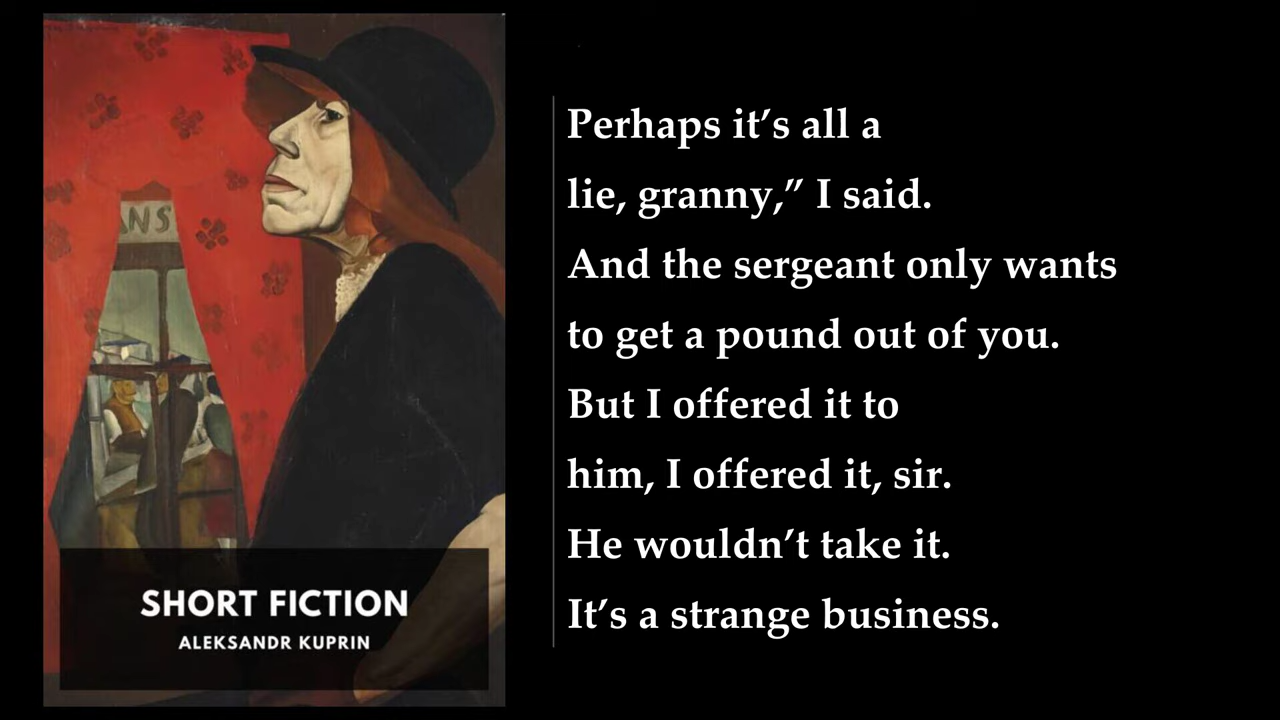 ANS
SHORT FICTION
ALEKSANDR KUPRIN
Perhaps it’s all a
lie, granny,” I said.
And the sergeant only wants
to get a pound out of you.
But I offered it to
him, I offered it, sir.
He wouldn’t take it.
It’s a strange business.